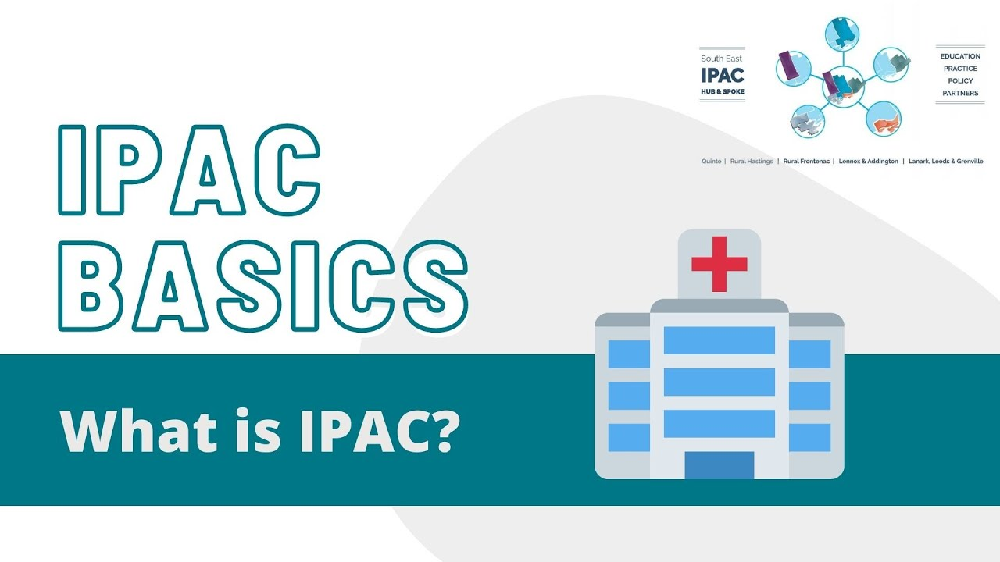 South East
IPAC
HUB & SPOKE
EDUCATION
PRACTICE
POLICY
PARTNERS
Quinte | Rural Hastings | Rural Frontenac | Lennox & Addington | Lanark, Leeds & Grenville
IPAC
BASICS
What is IPAC?